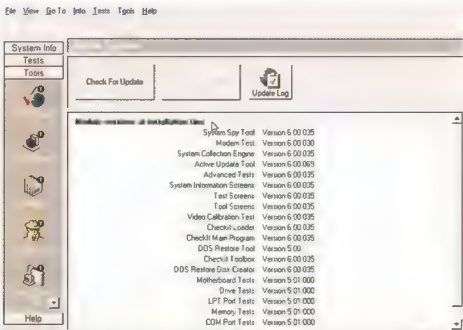 File View Go To Info Tests Tools Help
System Info
Tests
Tools
Check For Update
Update Log
Module versions at installation time:
System Spy Tool: Version 6.00.035
Modem Test: Version 6.00.030
System Collection Engine: Version 6.00.035
Active Update Tool: Version 6.00.069
Advanced Tests: Version 6.00.035
System Information Screens: Version 6.00.035
Test Screens: Version 6.00.035
Tool Screens: Version 6.00.035
Video Calibration Test: Version 6.00.035
CheckIt Loader: Version 6.00.035
CheckIt Main Program: Version 6.00.035
DOS Restore Tool: Version 5.00
CheckIt Toolbox: Version 6.00.035
DOS Restore Disk Creator: Version 6.00.035
Motherboard Tests: Version 5.01.000
Drive Tests: Version 5.01.000
LPT Port Tests: Version 5.01.000
Memory Tests: Version 5.01.000
COM Port Tests: Version 5.01.000
Help